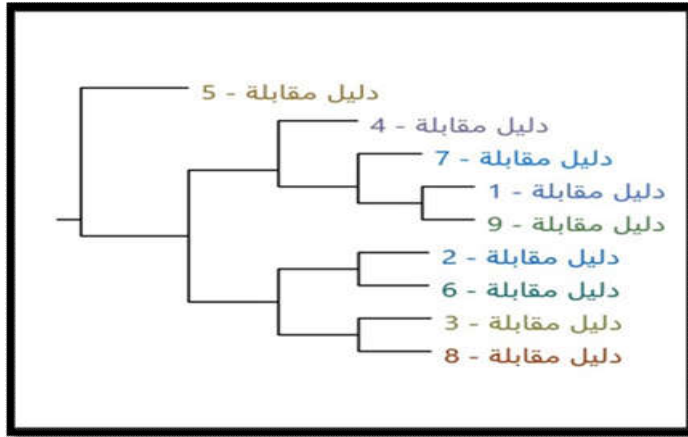 دليل مقابلة - 5
دليل مقابلة - 4
دليل مقابلة - 7
دليل مقابلة - 1
دليل مقابلة - 9
دليل مقابلة - 2
دليل مقابلة - 6
دليل مقابلة - 3
دليل مقابلة - 8